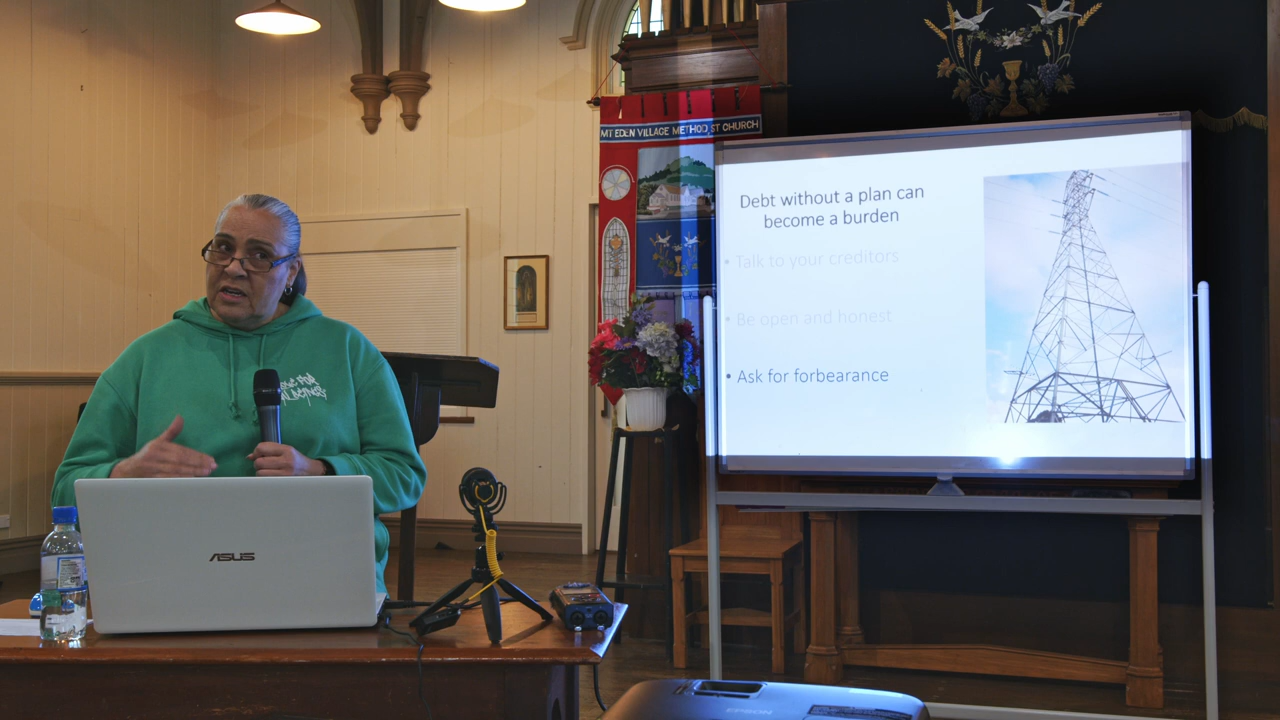 MT EDEN VILLAGE METHODIST CHURCH
Debt without a plan can
become a burden
• Talk to your creditors
• Be open and honest
• Ask for forbearance
ASUS
EPSON